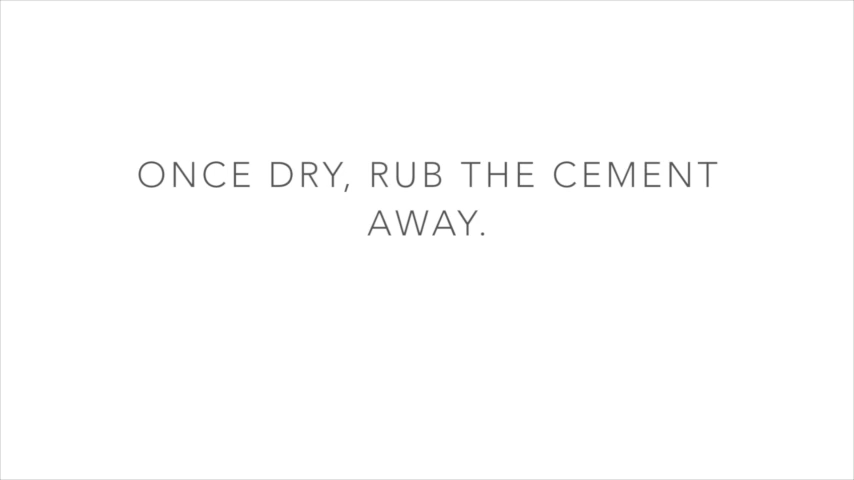 ONCE DRY, RUB THE CEMENT
AWAY.